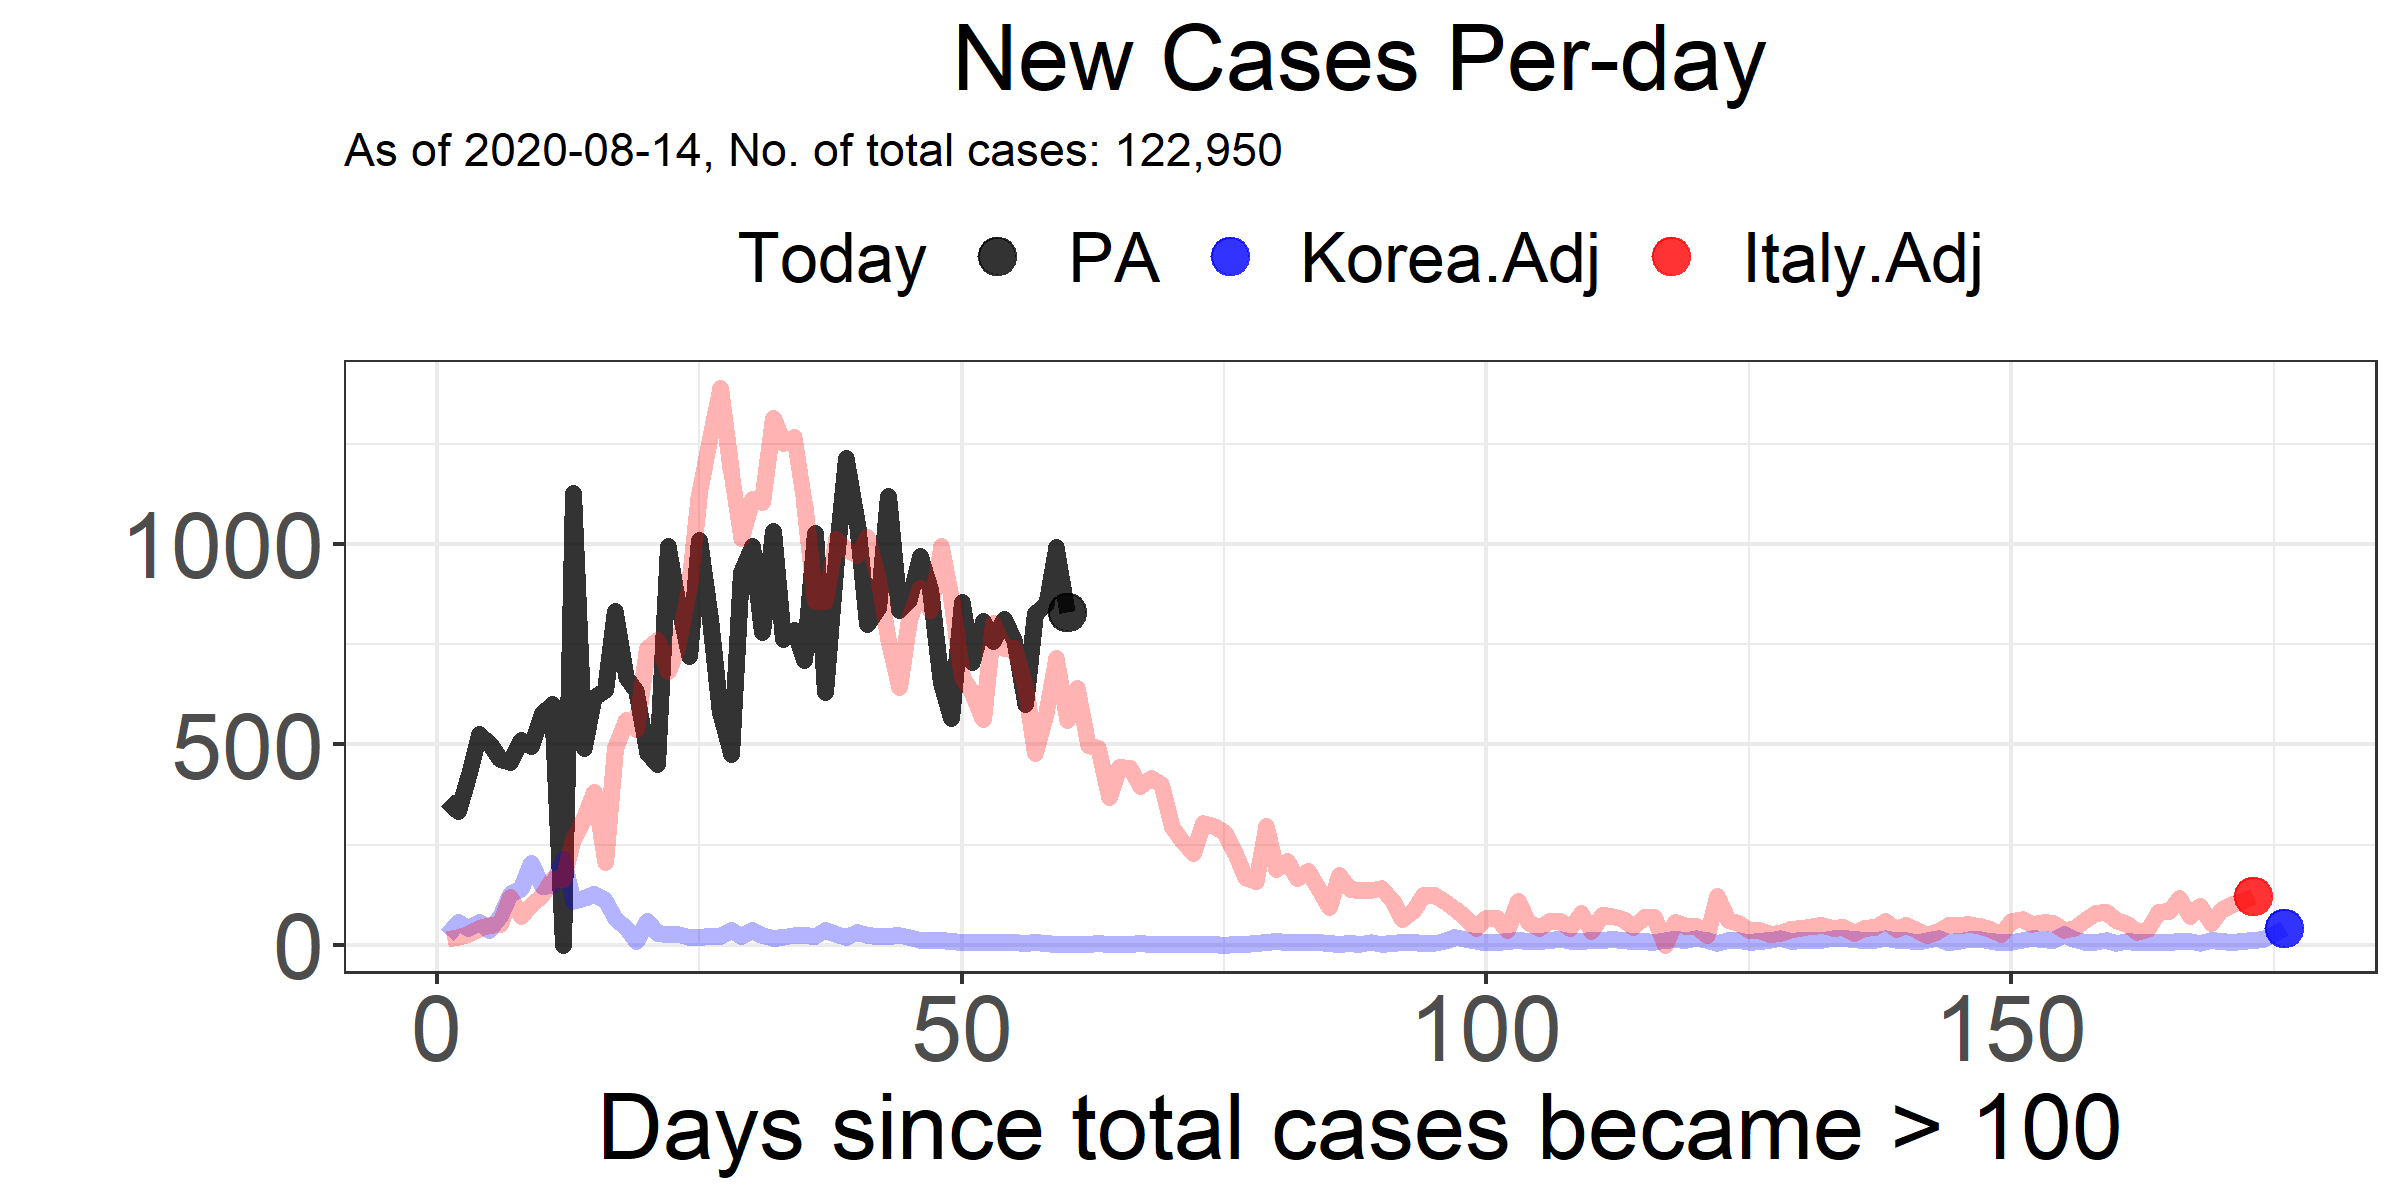 New Cases Per-day
As of 2020-08-14, No. of total cases: 122,950
Today PA Korea.Adj Italy.Adj
1000
500
0
0 50 100 150
Days since total cases became > 100